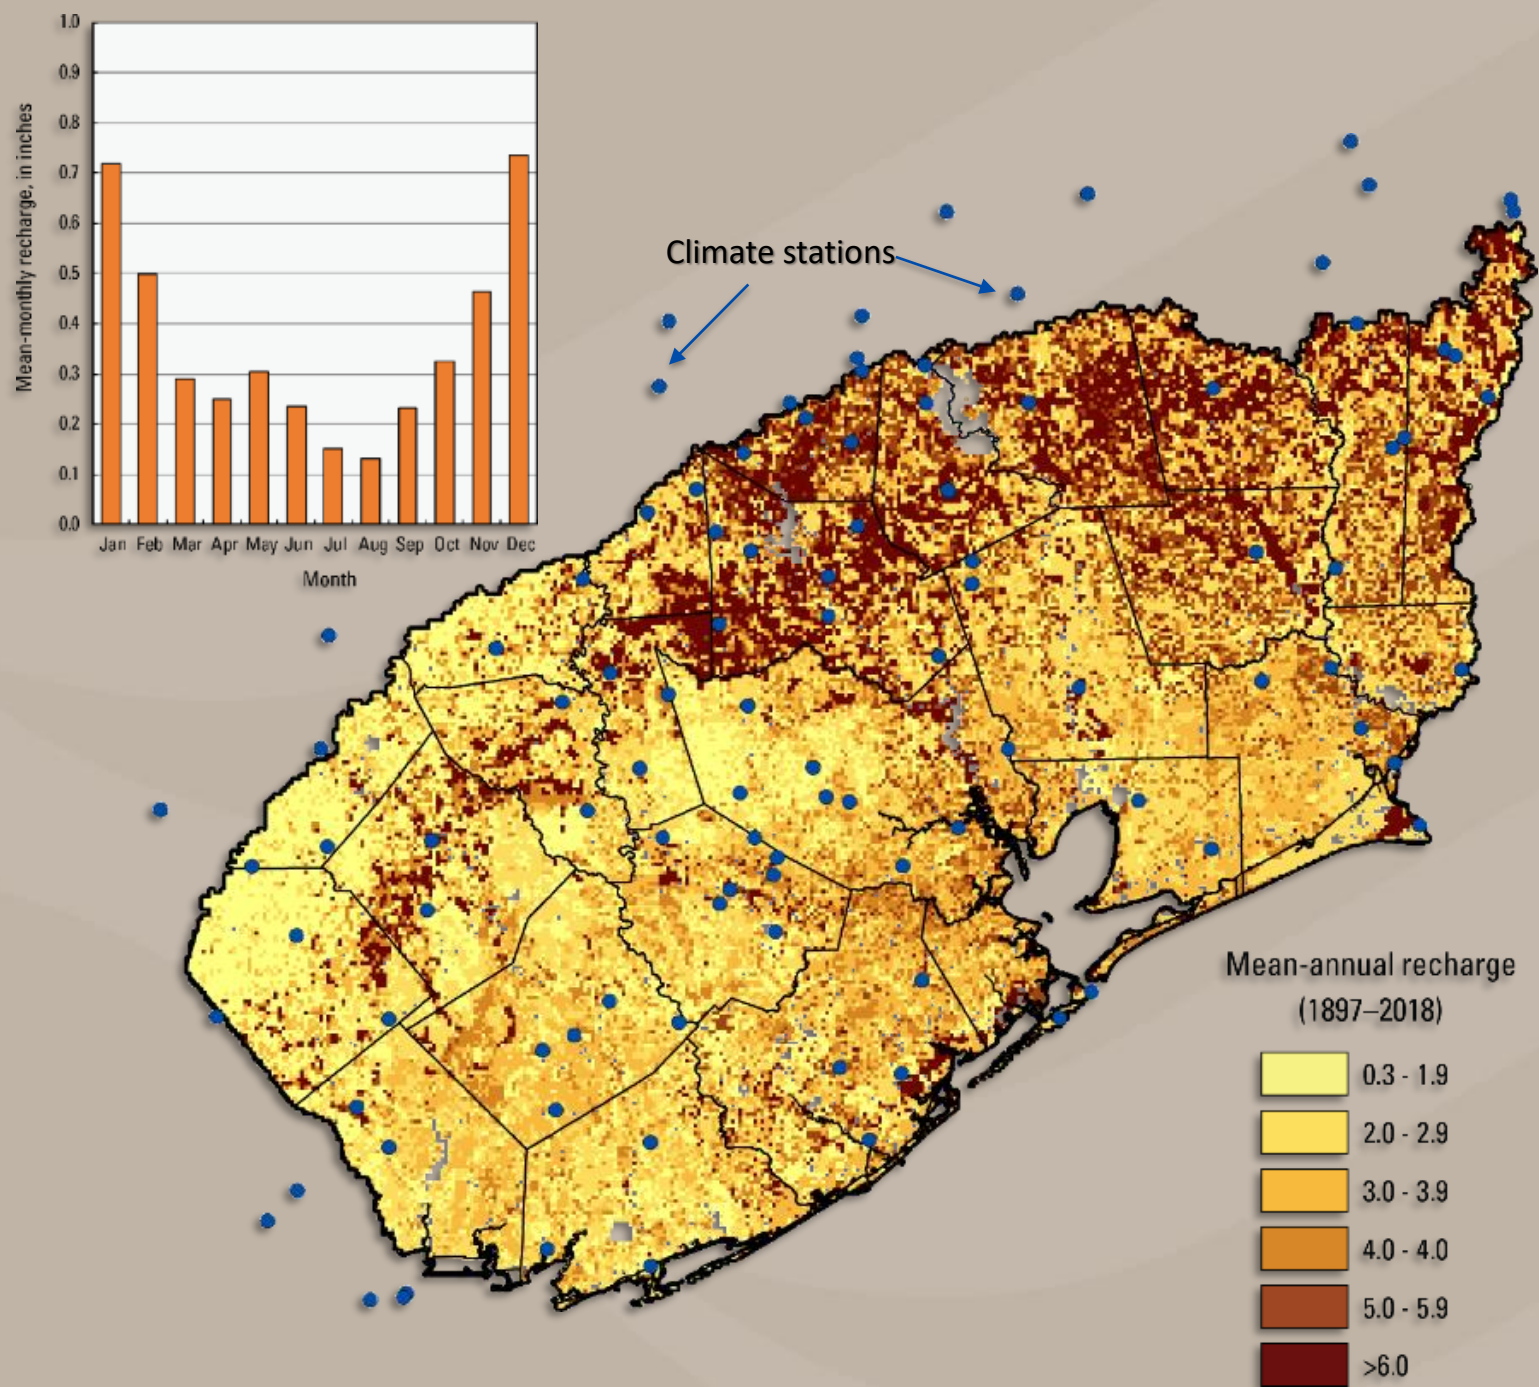 1.0
0.9
0.8
0.7
0.6
0.5
0.4
0.3
0.2
0.1
0.0
Mean-monthly recharge, in inches
Jan Feb Mar Apr May Jun Jul Aug Sep Oct Nov Dec
Month
Climate stations
Mean-annual recharge
(1897–2018)
0.3 - 1.9
2.0 - 2.9
3.0 - 3.9
4.0 - 4.0
5.0 - 5.9
>6.0